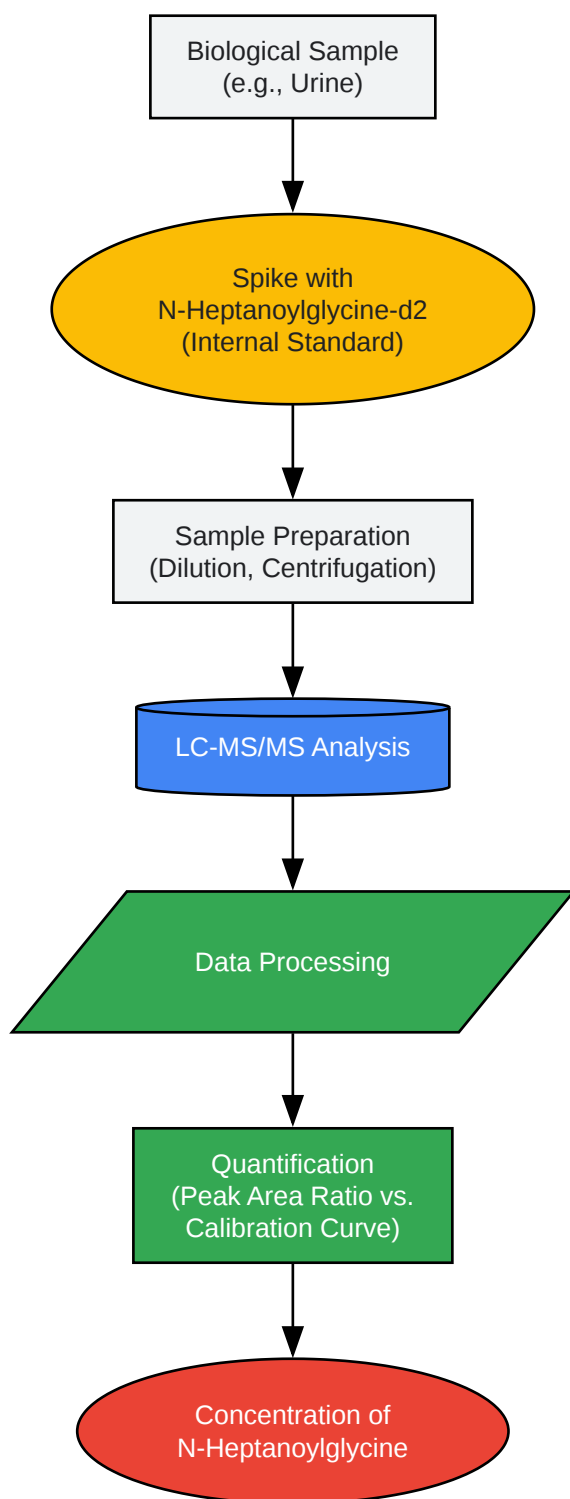 Biological Sample
(e.g., Urine)
Spike with
N-Heptanoylglycine-d2
(Internal Standard)
Sample Preparation
(Dilution, Centrifugation)
LC-MS/MS Analysis
Data Processing
Quantification
(Peak Area Ratio vs.
Calibration Curve)
Concentration of
N-Heptanoylglycine